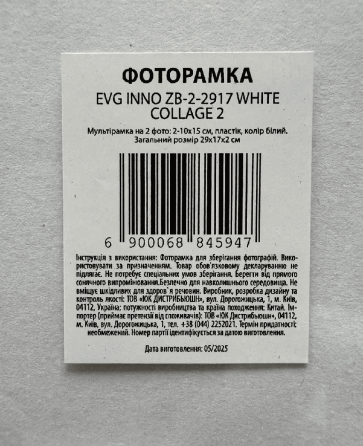 ФОТОРАМКА
EVG INNO ZB-2-2917 WHITE
COLLAGE 2
Мультірамка на 2 фото: 2-10х15 см, пластік, колір білий.
Загальний розмір 29х17х2 см
6 900068 845947
Інструкція з використання: Фоторамка для зберігання фотографій. Вико-
ристовувати за призначенням. Товар обов'язковому декларуванню не
підлягає. Не потребує спеціальних умов зберігання. Берегти від прямого
сонячного випромінювання.Безпечно для навколишнього середовища. Не
вміщує шкідливих для здоров'я речовин. Виробник, розробка дизайну та
контроль якості: ТОВ «ЮК ДИСТРИБЬЮШН», вул. Дорогожицька, 1, м. Київ,
04112, Україна; потужності виробництва та країна походження: Китай. Ім-
портер (приймає претензії від споживачів): ТОВ «ЮК Дистрибьюшн», 04112,
м. Київ, вул. Дорогожицька, 1, тел. +38 (044) 2252021. Термін придатності:
необмежений. Номер партії ідентифікується за датою виготовлення.
Дата виготовлення: 05/2025